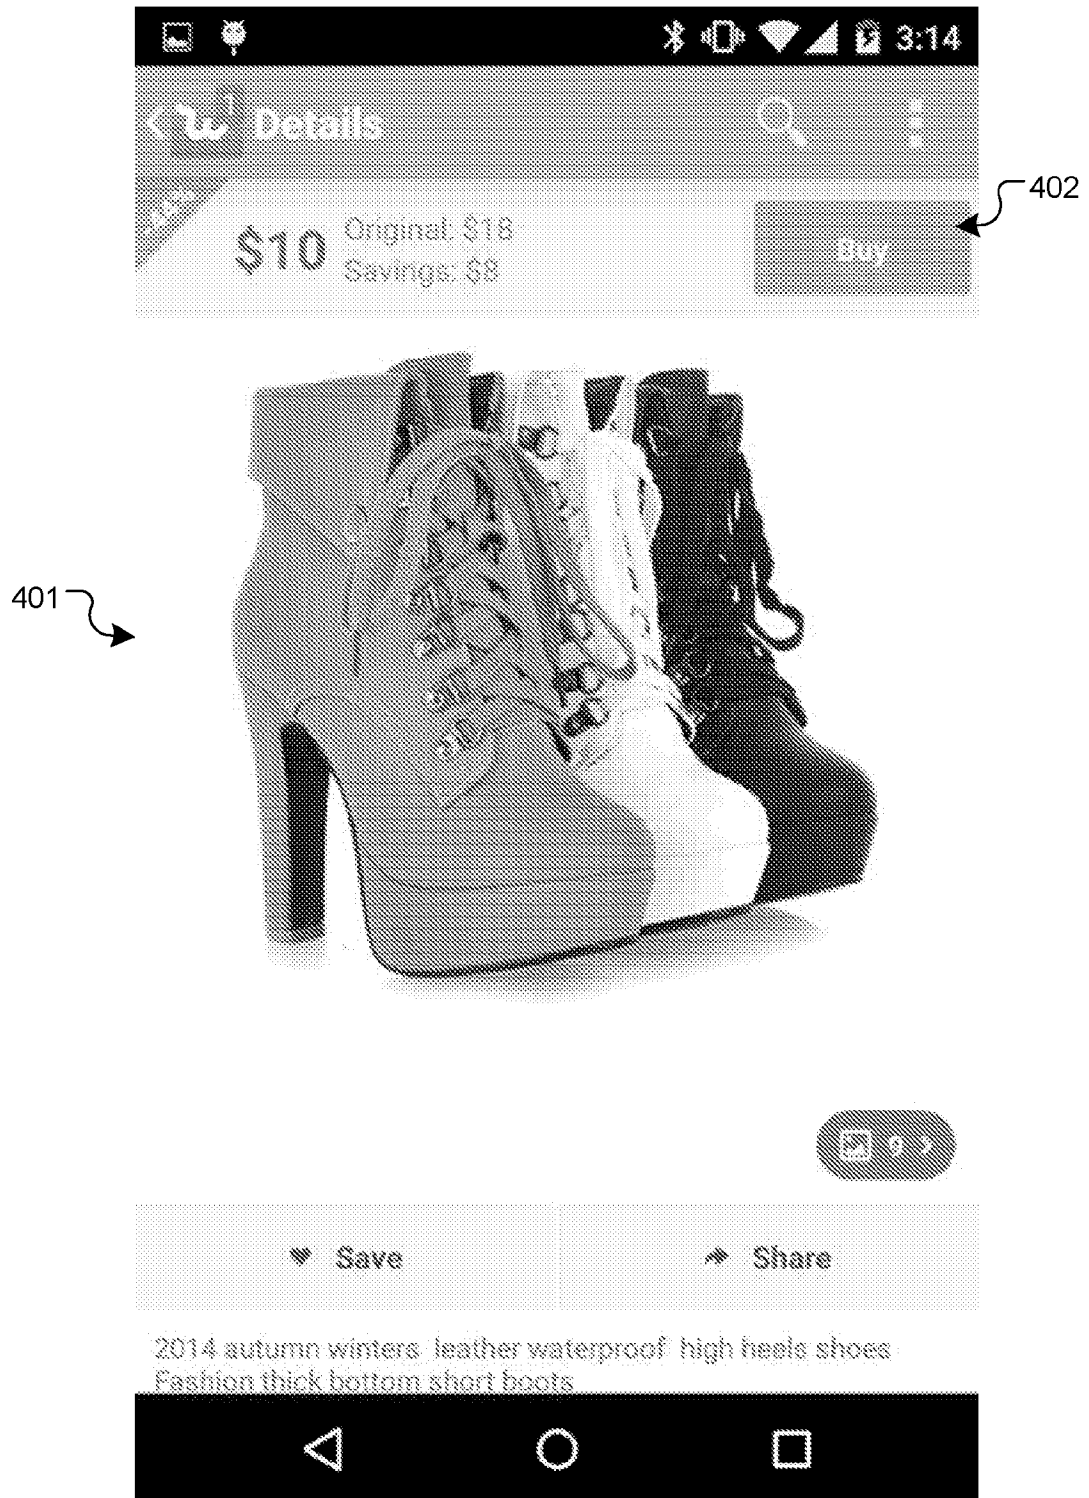 3:14
Details
402
$10
Original: $18
Savings: $8
Buy
401
9
Save
Share
2014 autumn winters leather waterproof high heels shoes
Fashion thick bottom short boots